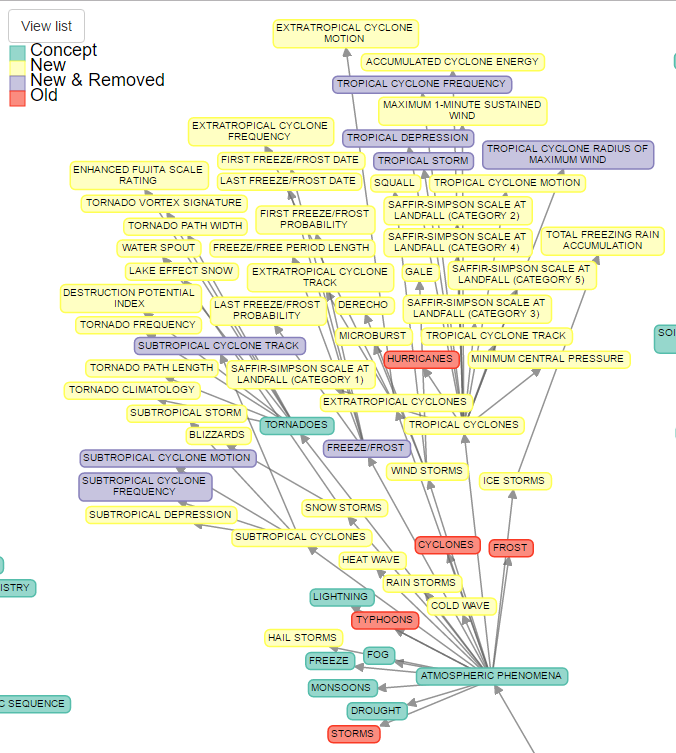 View list
Concept
New
New & Removed
Old
EXTRATROPICAL CYCLONE
MOTION
ACCUMULATED CYCLONE ENERGY
TROPICAL CYCLONE FREQUENCY
MAXIMUM 1-MINUTE SUSTAINED
WIND
EXTRATROPICAL CYCLONE
FREQUENCY
TROPICAL DEPRESSION
TROPICAL CYCLONE RADIUS OF
MAXIMUM WIND
FIRST FREEZE/FROST DATE
TROPICAL STORM
ENHANCED FUJITA SCALE
RATING
LAST FREEZE/FROST DATE
SQUALL
TROPICAL CYCLONE MOTION
TORNADO VORTEX SIGNATURE
SAFFIR-SIMPSON SCALE AT
LANDFALL (CATEGORY 2)
TORNADO PATH WIDTH
FIRST FREEZE/FROST
PROBABILITY
SAFFIR-SIMPSON SCALE AT
LANDFALL (CATEGORY 4)
TOTAL FREEZING RAIN
ACCUMULATION
WATER SPOUT
FREEZE/FREE PERIOD LENGTH
LAKE EFFECT SNOW
EXTRATROPICAL CYCLONE
TRACK
GALE
SAFFIR-SIMPSON SCALE AT
LANDFALL (CATEGORY 5)
DESTRUCTION POTENTIAL
INDEX
LAST FREEZE/FROST
PROBABILITY
DERECHO
SAFFIR-SIMPSON SCALE AT
LANDFALL (CATEGORY 3)
TORNADO FREQUENCY
MICROBURST
TROPICAL CYCLONE TRACK
SUBTROPICAL CYCLONE TRACK
HURRICANES
MINIMUM CENTRAL PRESSURE
TORNADO PATH LENGTH
SAFFIR-SIMPSON SCALE AT
LANDFALL (CATEGORY 1)
TORNADO CLIMATOLOGY
EXTRATROPICAL CYCLONES
SUBTROPICAL STORM
TORNADOES
TROPICAL CYCLONES
BLIZZARDS
FREEZE/FROST
SUBTROPICAL CYCLONE MOTION
WIND STORMS
SUBTROPICAL CYCLONE
FREQUENCY
ICE STORMS
SUBTROPICAL DEPRESSION
SNOW STORMS
SUBTROPICAL CYCLONES
CYCLONES
FROST
HEAT WAVE
RAIN STORMS
ISTRY
LIGHTNING
COLD WAVE
TYPHOONS
HAIL STORMS
FOG
FREEZE
ATMOSPHERIC PHENOMENA
MONSOONS
C SEQUENCE
DROUGHT
STORMS
SOI